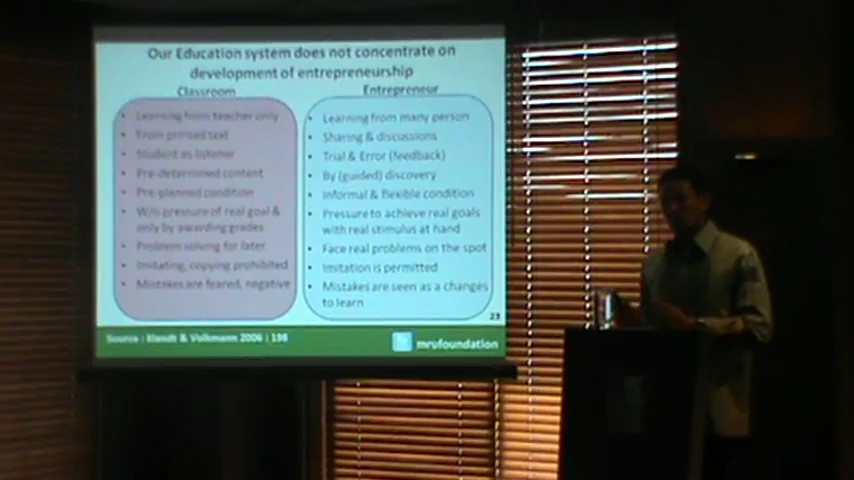 Our Education system does not concentrate on
development of entrepreneurship
Classroom
• Learning from teacher only
• From printed text
• Student as listener
• Pre-determined content
• Pre-planned condition
• W/o pressure of real goal &
only by awarding grades
• Problem solving for later
• Imitating, copying prohibited
• Mistakes are feared, negative
Entrepreneur
• Learning from many person
• Sharing & discussions
• Trial & Error (feedback)
• By (guided) discovery
• Informal & flexible condition
• Pressure to achieve real goals
with real stimulus at hand
• Face real problems on the spot
• Imitation is permitted
• Mistakes are seen as a changes
to learn
23
Source : Klandt & Volkmann 2006 | 198
mrufoundation